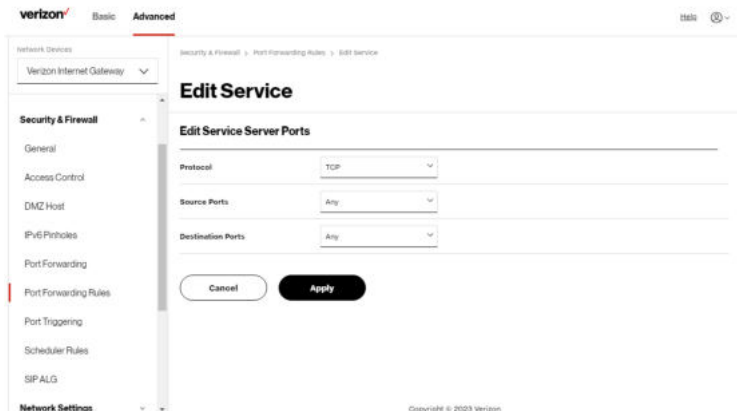 verizon✓ Basic Advanced Help
Network Devices
Verizon Internet Gateway
Security & Firewall
General
Access Control
DMZ Host
IPv6 Pinholes
Port Forwarding
Port Forwarding Rules
Port Triggering
Scheduler Rules
SIP ALG
Network Settings
Security & Firewall > Port Forwarding Rules > Edit Service
Edit Service
Edit Service Server Ports
Protocol TCP
Source Ports Any
Destination Ports Any
Cancel Apply
Copyright © 2023 Verizon